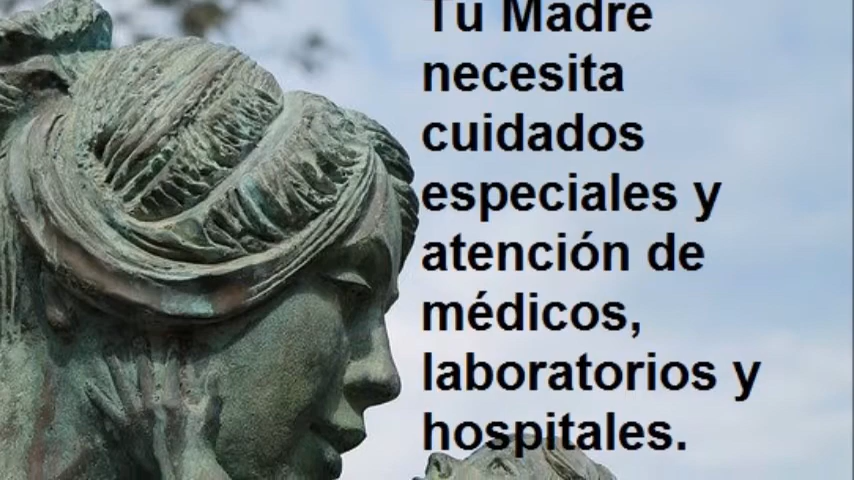 Tu Madre
necesita
cuidados
especiales y
atención de
médicos,
laboratorios y
hospitales.